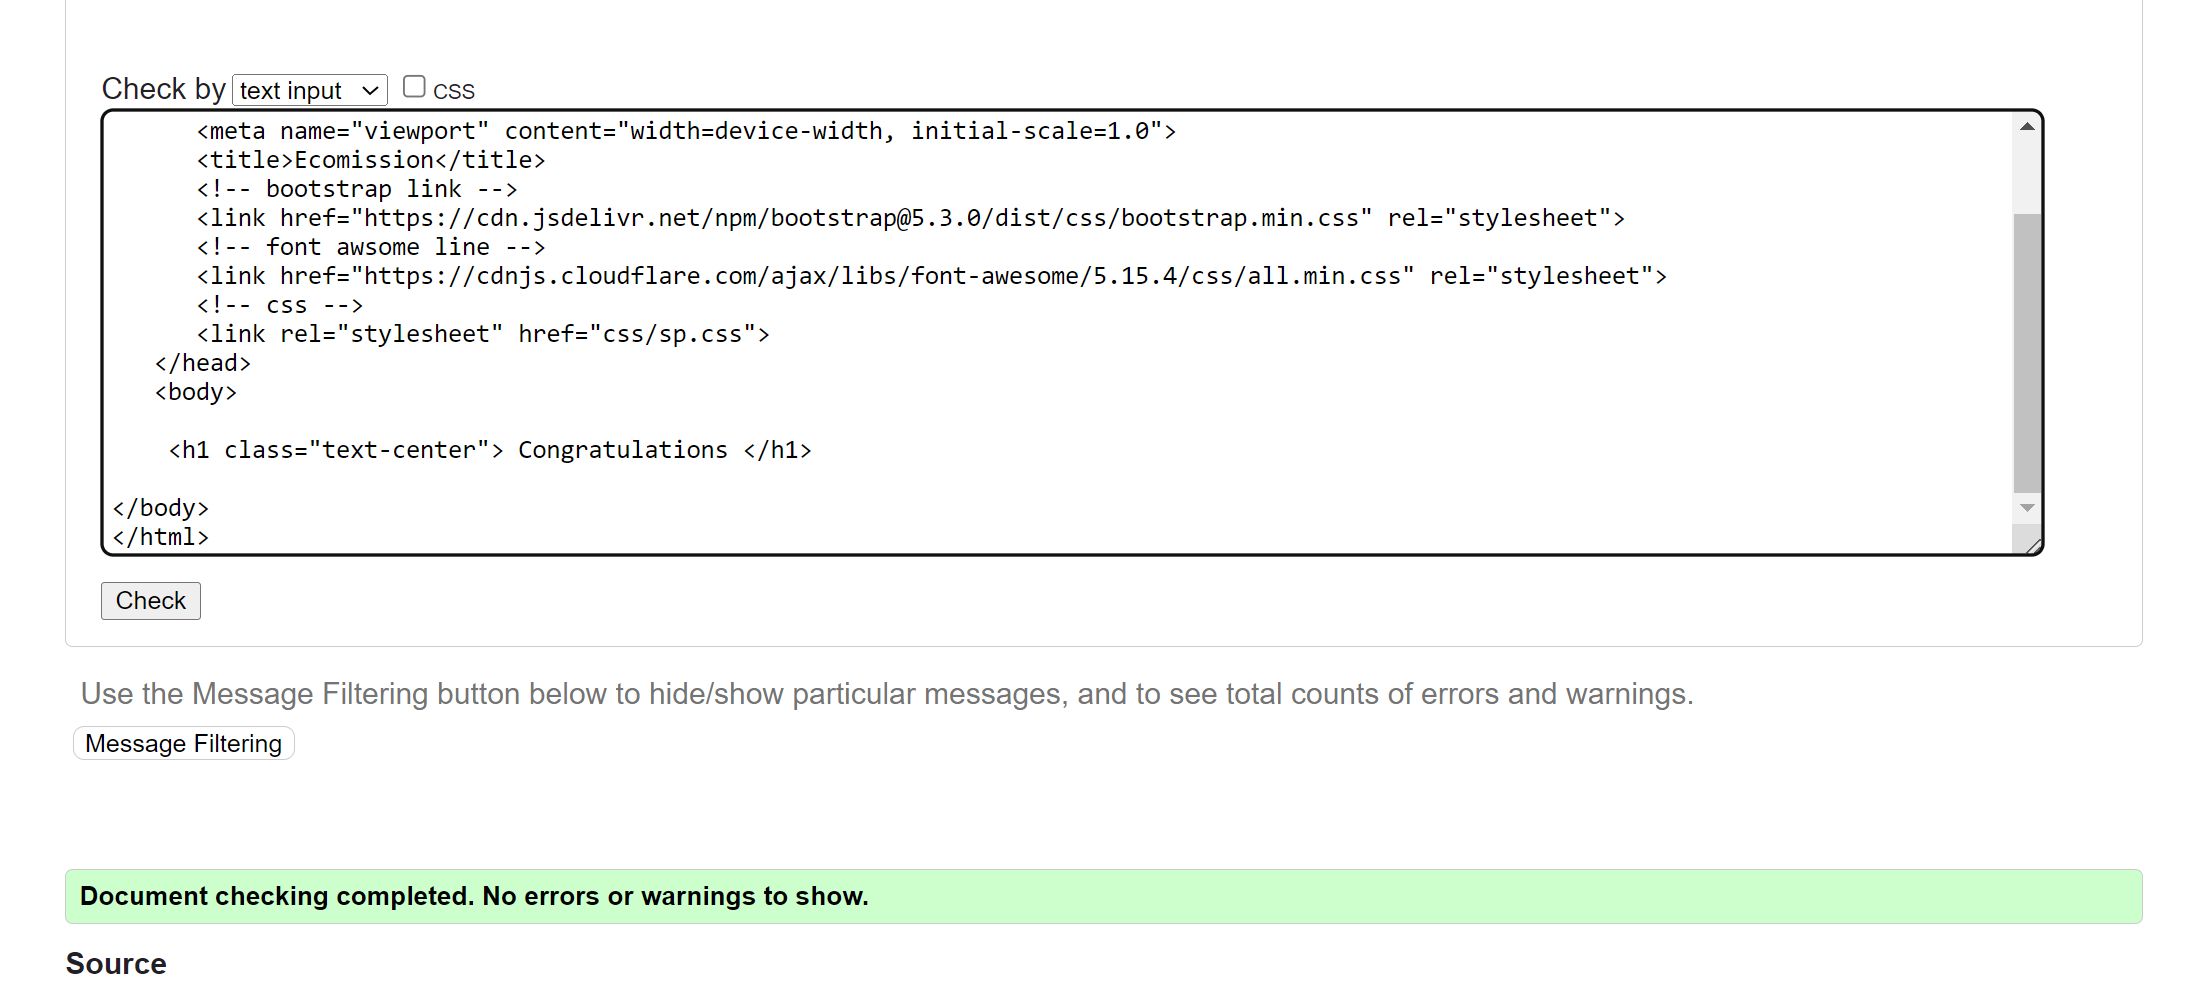 Check by text input CSS
<meta name="viewport" content="width=device-width, initial-scale=1.0">
<title>Ecomission</title>
<!-- bootstrap link -->
<link href="https://cdn.jsdelivr.net/npm/bootstrap@5.3.0/dist/css/bootstrap.min.css" rel="stylesheet">
<!-- font awsome line -->
<link href="https://cdnjs.cloudflare.com/ajax/libs/font-awesome/5.15.4/css/all.min.css" rel="stylesheet">
<!-- css -->
<link rel="stylesheet" href="css/sp.css">
</head>
<body>
<h1 class="text-center"> Congratulations </h1>
</body>
</html>
Check
Use the Message Filtering button below to hide/show particular messages, and to see total counts of errors and warnings.
Message Filtering
Document checking completed. No errors or warnings to show.
Source